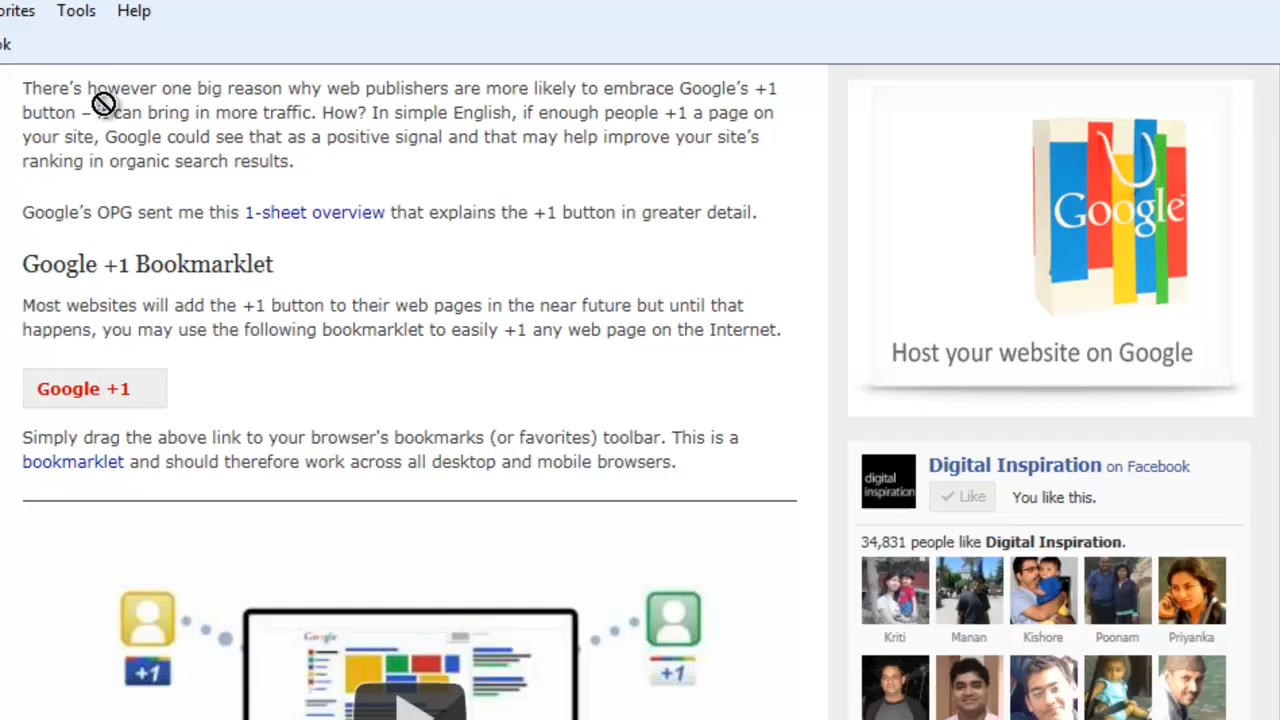 orites Tools Help
ok
There's however one big reason why web publishers are more likely to embrace Google's +1
button – can bring in more traffic. How? In simple English, if enough people +1 a page on
your site, Google could see that as a positive signal and that may help improve your site's
ranking in organic search results.
Google's OPG sent me this 1-sheet overview that explains the +1 button in greater detail.
Google +1 Bookmarklet
Most websites will add the +1 button to their web pages in the near future but until that
happens, you may use the following bookmarklet to easily +1 any web page on the Internet.
Google +1
Simply drag the above link to your browser's bookmarks (or favorites) toolbar. This is a
bookmarklet and should therefore work across all desktop and mobile browsers.
Google
+1
+1
Google
Host your website on Google
digital
inspiration
Digital Inspiration on Facebook
Like You like this.
34,831 people like Digital Inspiration.
Kriti Manan Kishore Poonam Priyanka